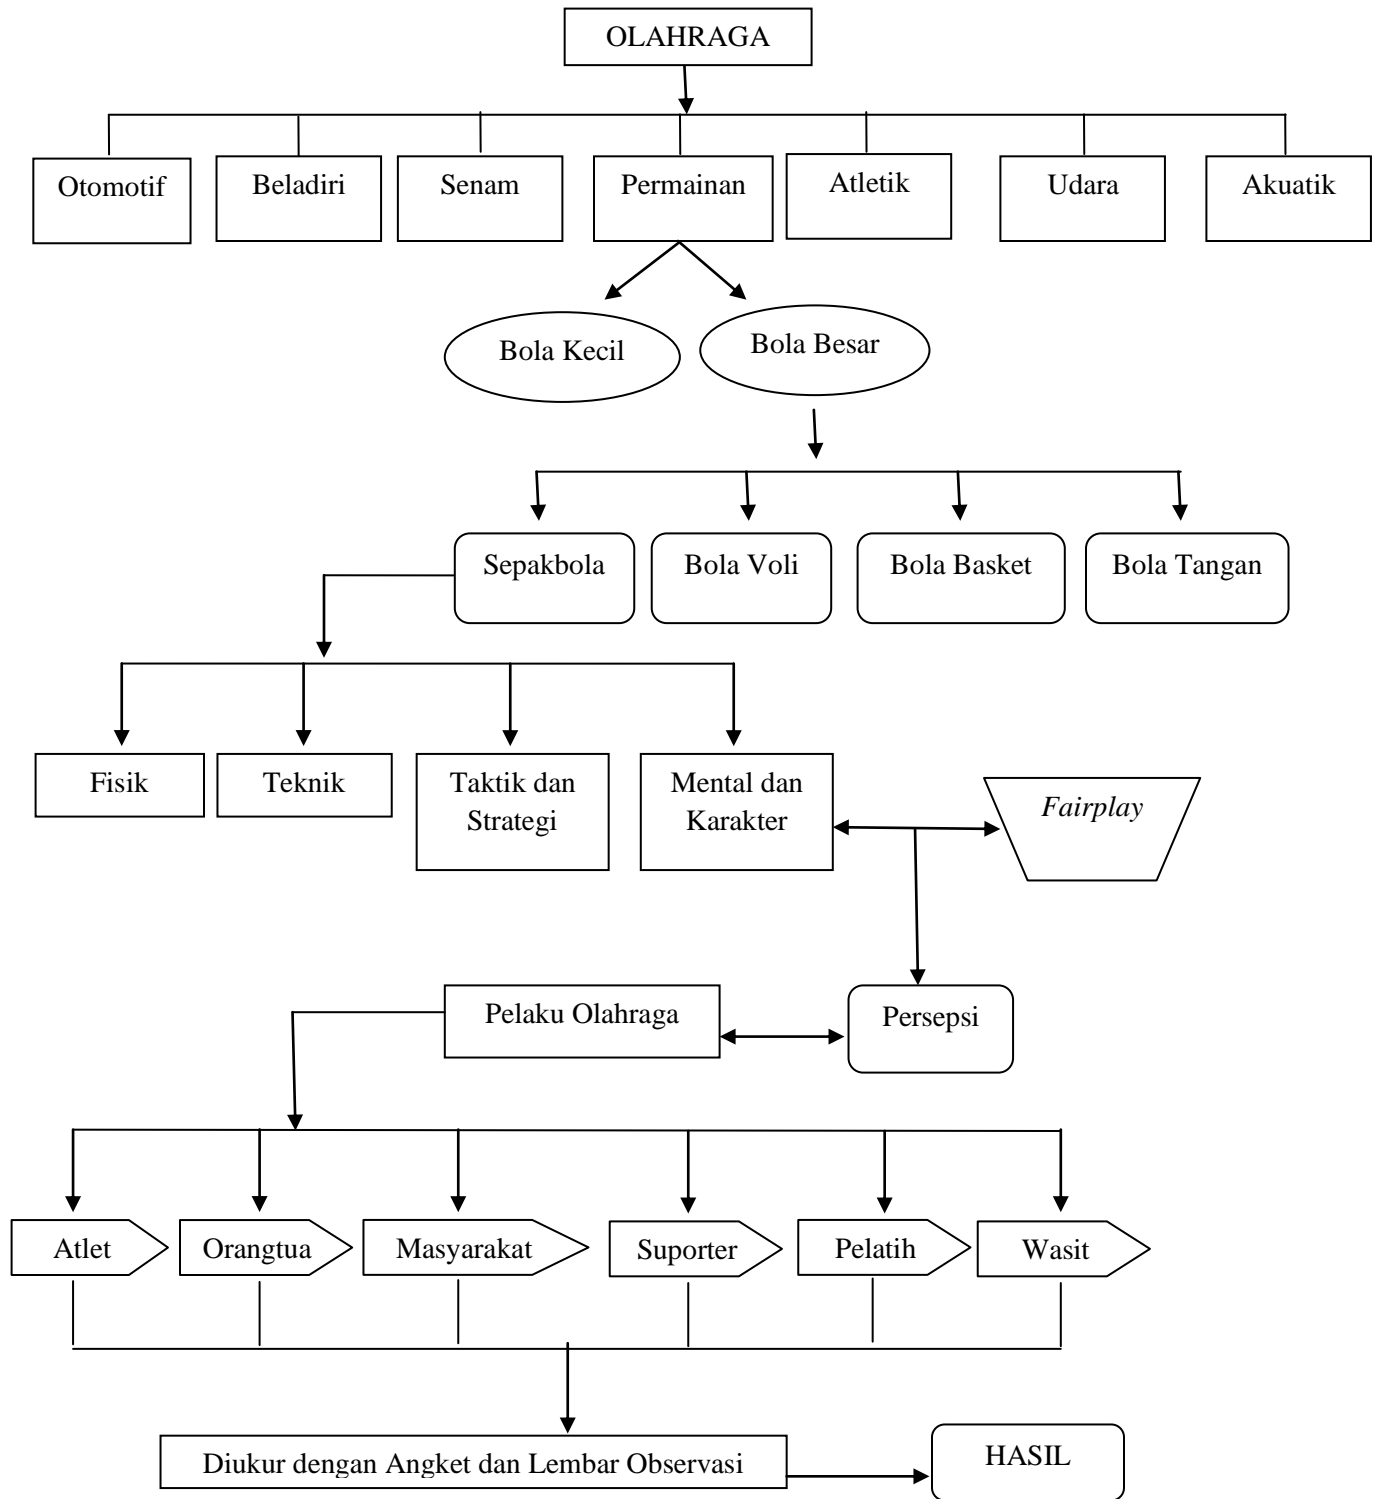 OLAHRAGA
Otomotif
Beladiri
Senam
Permainan
Atletik
Udara
Akuatik
Bola Kecil
Bola Besar
Sepakbola
Bola Voli
Bola Basket
Bola Tangan
Fisik
Teknik
Taktik dan
Strategi
Mental dan
Karakter
Fairplay
Pelaku Olahraga
Persepsi
Atlet
Orangtua
Masyarakat
Suporter
Pelatih
Wasit
Diukur dengan Angket dan Lembar Observasi
HASIL